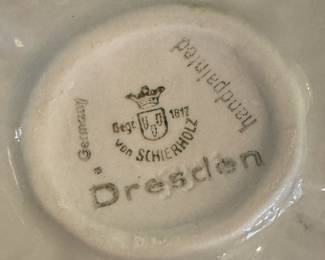 handpainted
Gegr. 1817
von SCHIERHOLZ
Germany
"Dresden